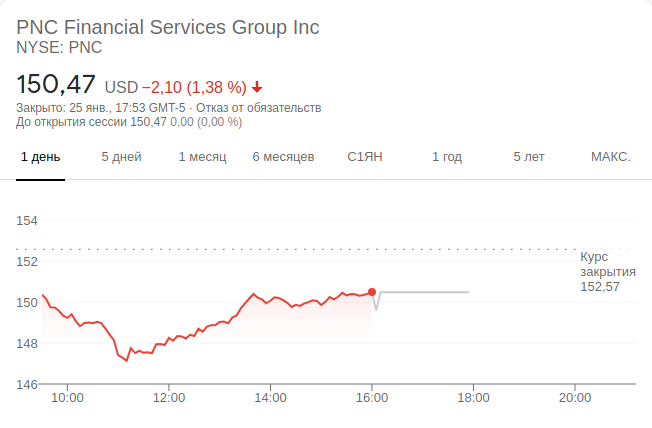 PNC Financial Services Group Inc
NYSE: PNC
150,47 USD −2,10 (1,38 %)
Закрыто: 25 янв., 17:53 GMT-5 · Отказ от обязательств
До открытия сессии 150,47 0,00 (0,00 %)
1 день 5 дней 1 месяц 6 месяцев С1ЯН 1 год 5 лет МАКС.
154
152
150
148
146
Курс
закрытия
152,57
10:00 12:00 14:00 16:00 18:00 20:00